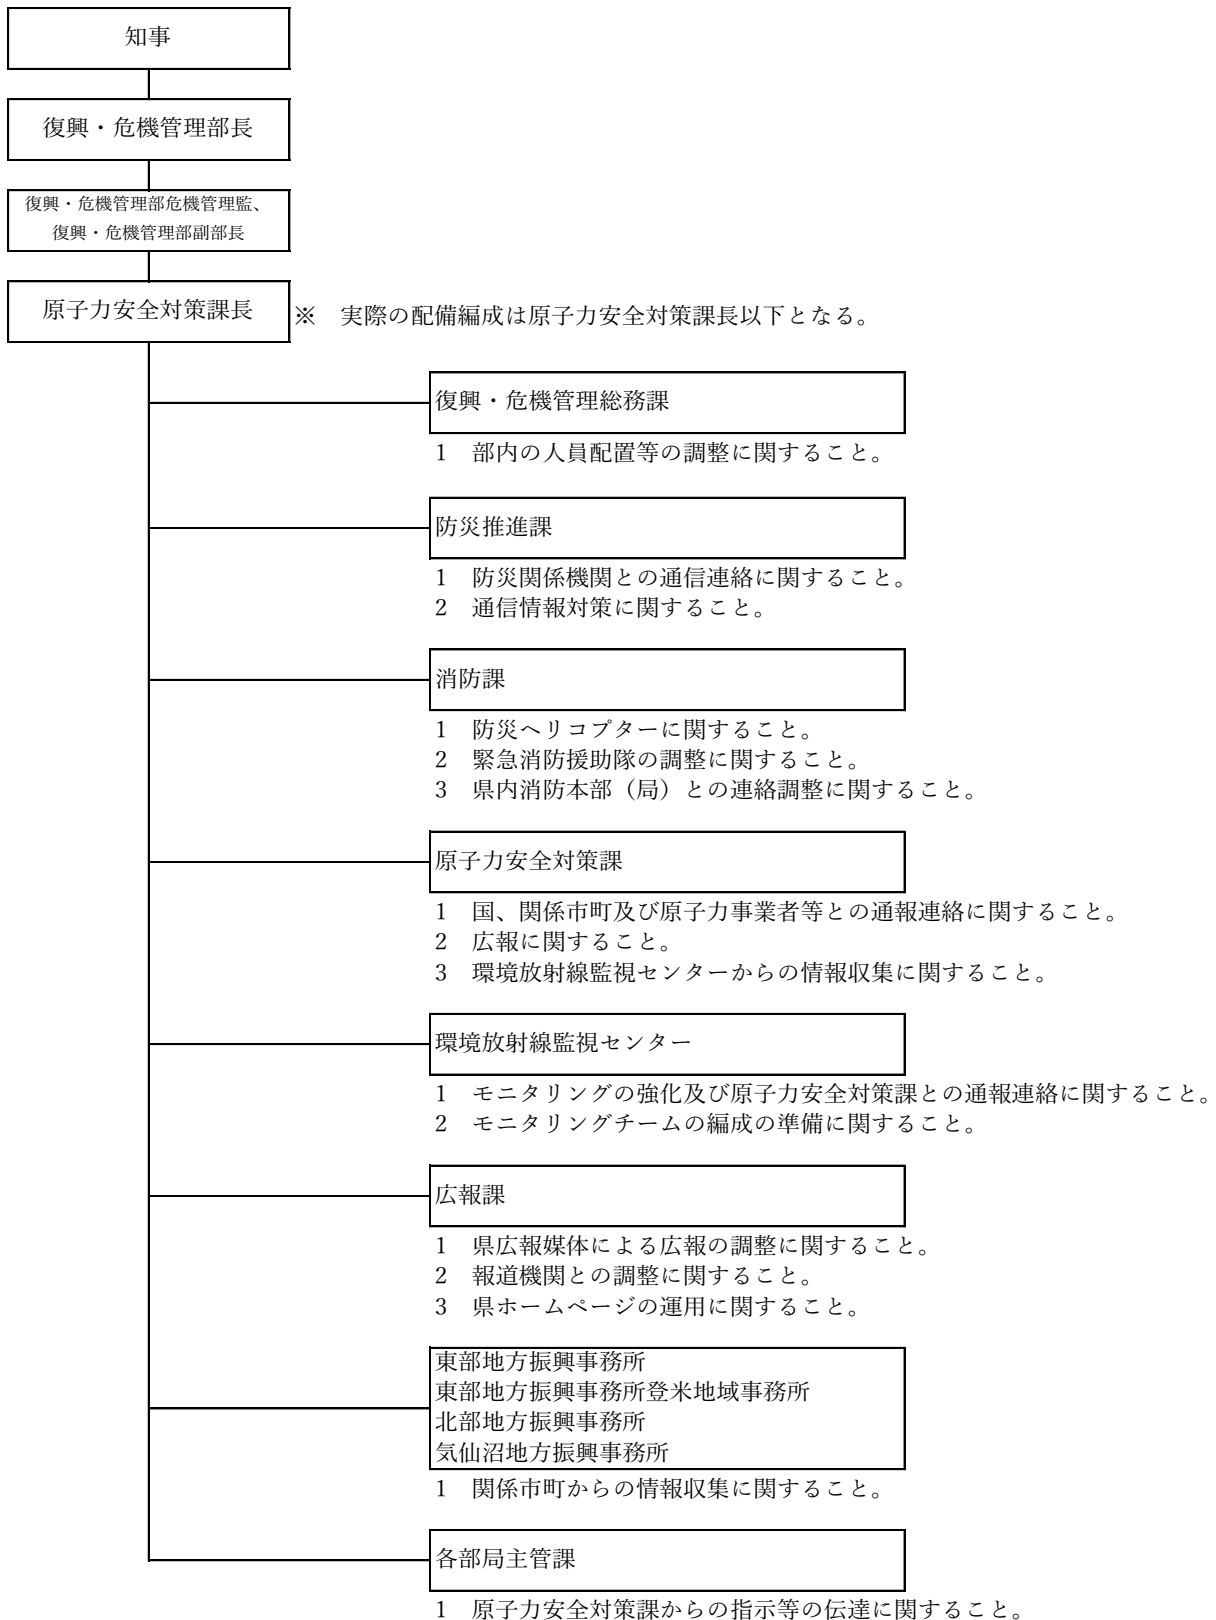 知事
復興・危機管理部長
復興・危機管理部危機管理監、
復興・危機管理部副部長
原子力安全対策課長
※　実際の配備編成は原子力安全対策課長以下となる。
復興・危機管理総務課
1　部内の人員配置等の調整に関すること。
防災推進課
1　防災関係機関との通信連絡に関すること。
2　通信情報対策に関すること。
消防課
1　防災ヘリコプターに関すること。
2　緊急消防援助隊の調整に関すること。
3　県内消防本部（局）との連絡調整に関すること。
原子力安全対策課
1　国、関係市町及び原子力事業者等との通報連絡に関すること。
2　広報に関すること。
3　環境放射線監視センターからの情報収集に関すること。
環境放射線監視センター
1　モニタリングの強化及び原子力安全対策課との通報連絡に関すること。
2　モニタリングチームの編成の準備に関すること。
広報課
1　県広報媒体による広報の調整に関すること。
2　報道機関との調整に関すること。
3　県ホームページの運用に関すること。
東部地方振興事務所
東部地方振興事務所登米地域事務所
北部地方振興事務所
気仙沼地方振興事務所
1　関係市町からの情報収集に関すること。
各部局主管課
1　原子力安全対策課からの指示等の伝達に関すること。